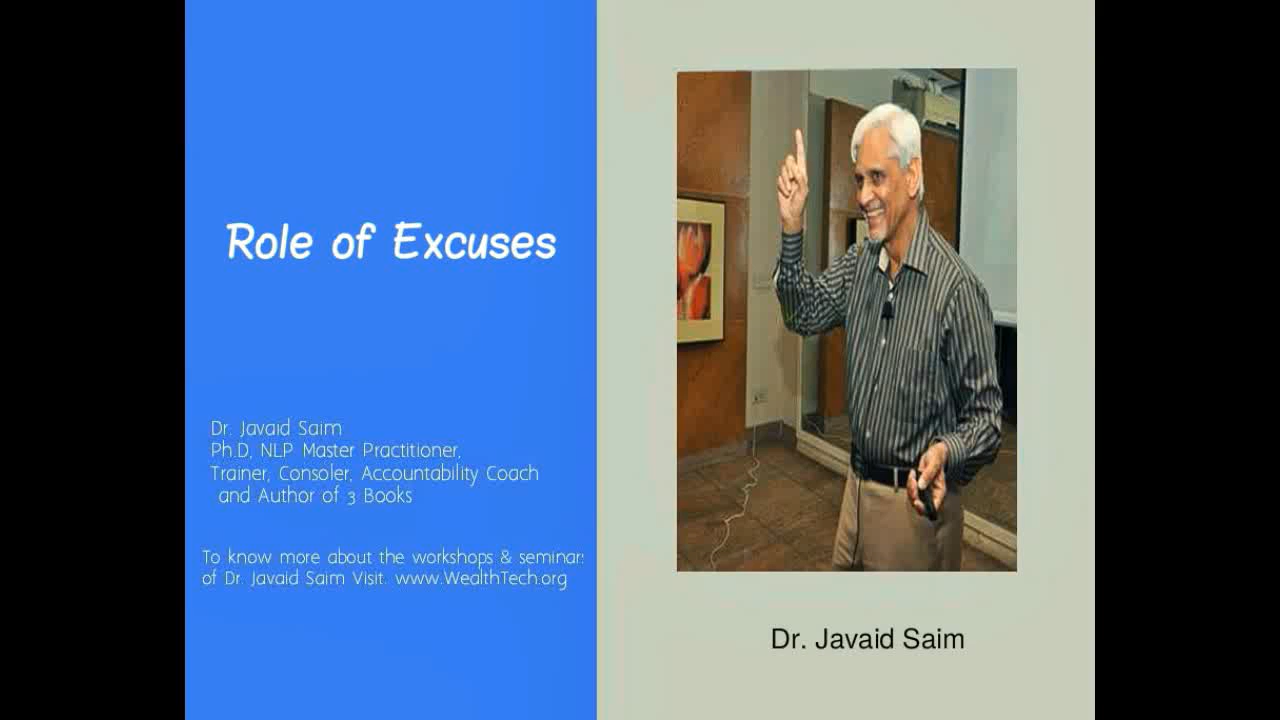 Role of Excuses
Dr. Javaid Saim
Ph.D, NLP Master Practitioner,
Trainer, Consoler, Accountability Coach
and Author of 3 Books
To know more about the workshops & seminars
of Dr. Javaid Saim Visit. www.WealthTech.org
Dr. Javaid Saim